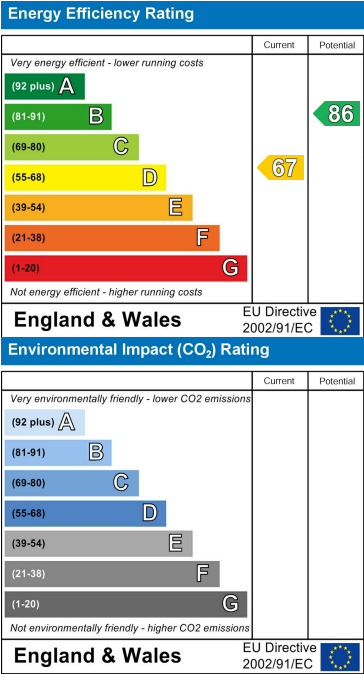 Energy Efficiency Rating
Current Potential
Very energy efficient - lower running costs
(92 plus) A
(81-91) B
(69-80) C
(55-68) D
(39-54) E
(21-38) F
(1-20) G
67
86
Not energy efficient - higher running costs
England & Wales
EU Directive
2002/91/EC
Environmental Impact (CO₂) Rating
Current Potential
Very environmentally friendly - lower CO2 emissions
(92 plus) A
(81-91) B
(69-80) C
(55-68) D
(39-54) E
(21-38) F
(1-20) G
Not environmentally friendly - higher CO2 emissions
England & Wales
EU Directive
2002/91/EC